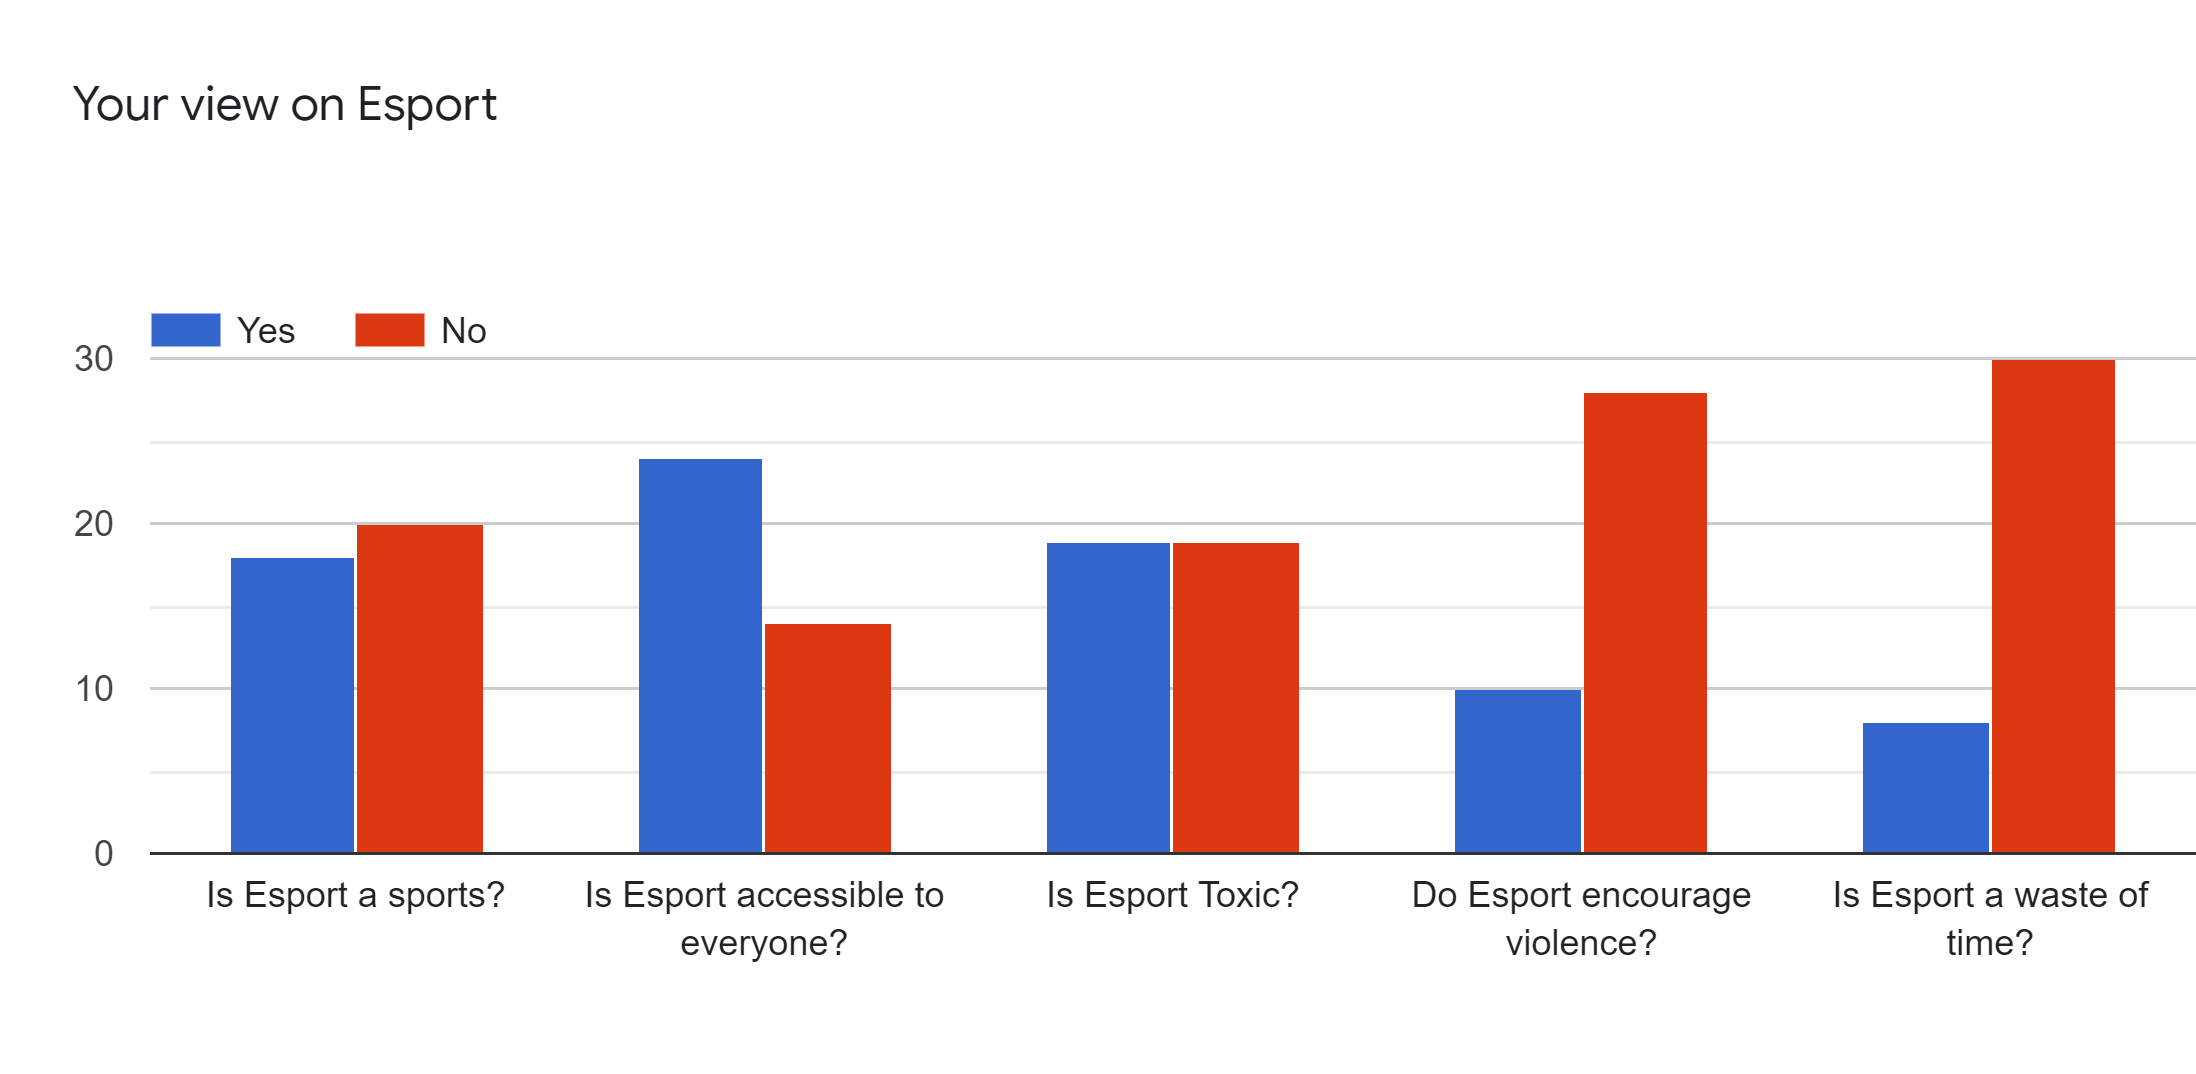 Your view on Esport
Yes No
30
20
10
0
Is Esport a sports?
Is Esport accessible to
everyone?
Is Esport Toxic?
Do Esport encourage
violence?
Is Esport a waste of
time?